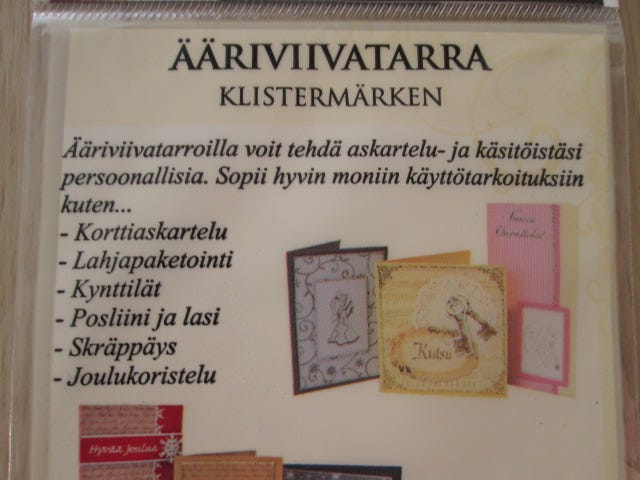 ÄÄRIVIIVATARRA
KLISTERMÄRKEN
Ääriviivatarroilla voit tehdä askartelu- ja käsitöistäsi
persoonallisia. Sopii hyvin moniin käyttötarkoituksiin
kuten...
- Korttiaskartelu
- Lahjapaketointi
- Kynttilät
- Posliini ja lasi
- Skräppäys
- Joulukoristelu
Kutsu
Hyvää Joulua